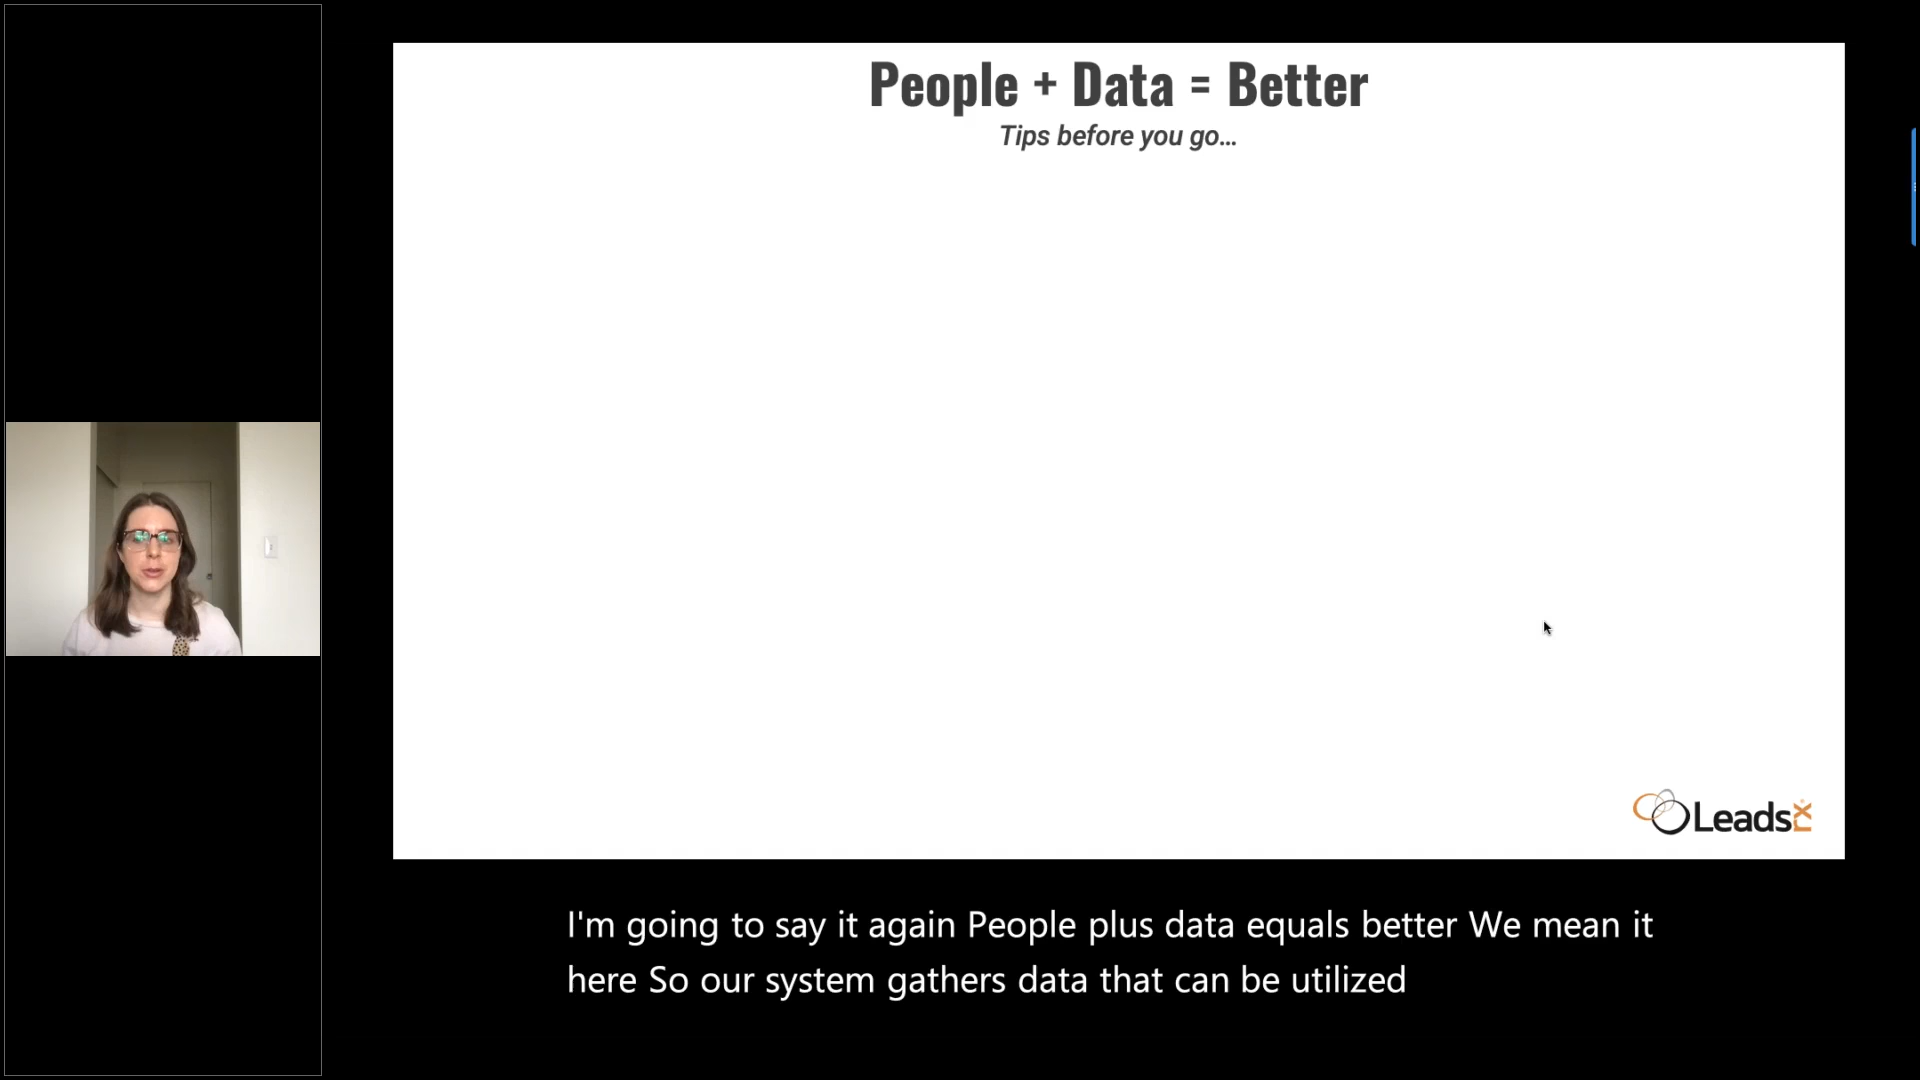 People + Data = Better
Tips before you go...
Leads rx
I'm going to say it again People plus data equals better We mean it
here So our system gathers data that can be utilized